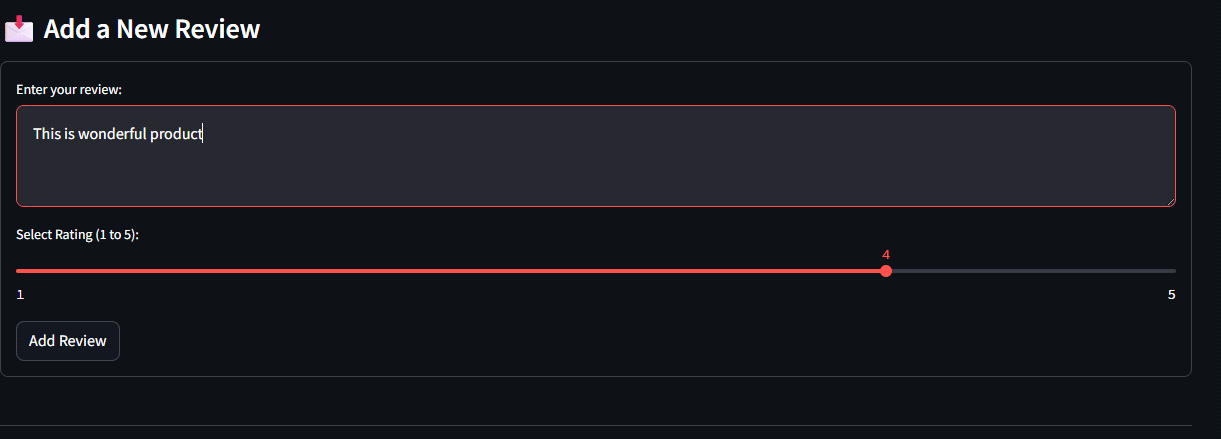 Add a New Review
Enter your review:
This is wonderful product
Select Rating (1 to 5):
4
1 5
Add Review